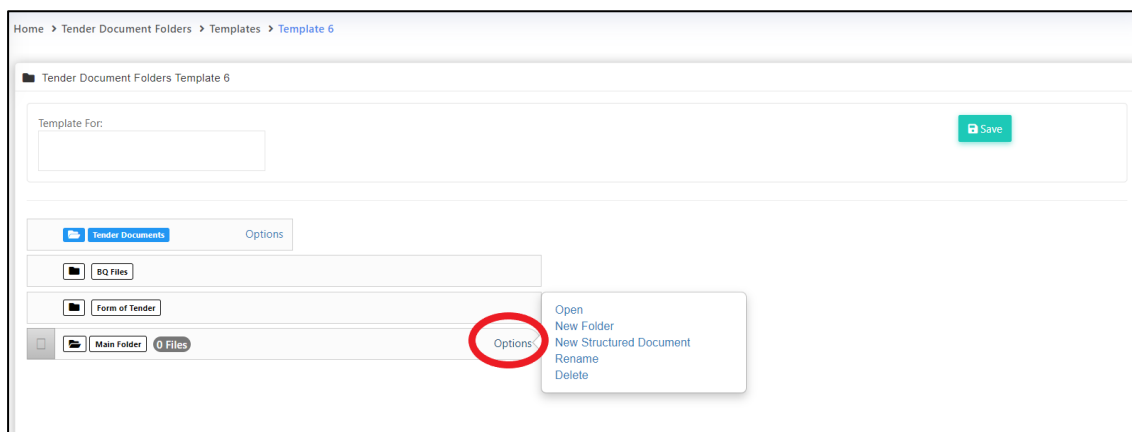 Home > Tender Document Folders > Templates > Template 6
Tender Document Folders Template 6
Template For:
Save
Tender Documents Options
BQ Files
Form of Tender
Main Folder 0 Files Options
Open
New Folder
New Structured Document
Rename
Delete